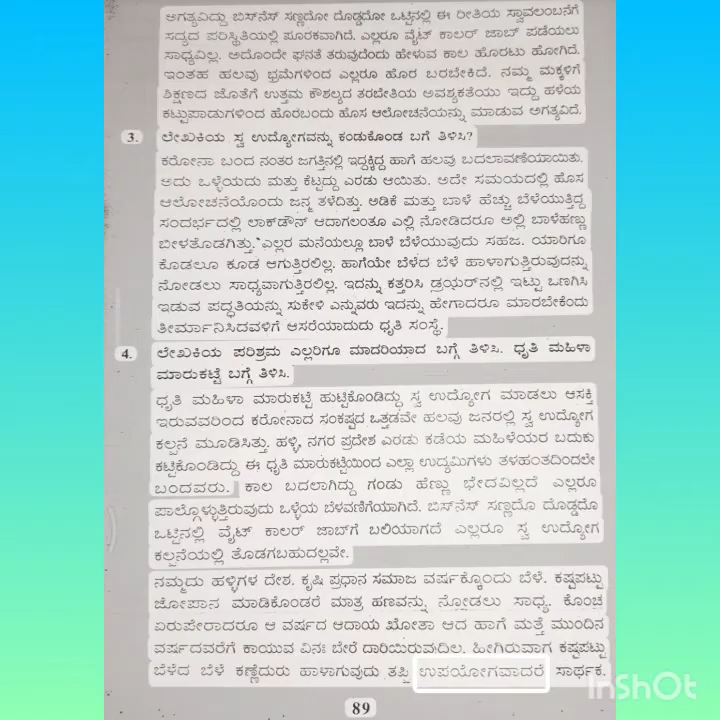 ಅಗತ್ಯವಿದ್ದು ಬಿಸ್‌ನೆಸ್ ಸಣ್ಣದೋ ದೊಡ್ಡದೋ ಒಟ್ಟಿನಲ್ಲಿ ಈ ರೀತಿಯ ಸ್ವಾವಲಂಬನೆಗೆ
ಸದ್ಯದ ಪರಿಸ್ಥಿತಿಯಲ್ಲಿ ಪೂರಕವಾಗಿದೆ. ಎಲ್ಲರೂ ವೈಟ್ ಕಾಲರ್ ಜಾಬ್ ಪಡೆಯಲು
ಸಾಧ್ಯವಿಲ್ಲ. ಅದೊಂದೇ ಘನತೆ ತರುವುದೆಂದು ಹೇಳುವ ಕಾಲ ಹೊರಟು ಹೋಗಿದೆ.
ಇಂತಹ ಹಲವು ಭ್ರಮೆಗಳಿಂದ ಎಲ್ಲರೂ ಹೊರ ಬರಬೇಕಿದೆ. ನಮ್ಮ ಮಕ್ಕಳಿಗೆ
ಶಿಕ್ಷಣದ ಜೊತೆಗೆ ಉತ್ತಮ ಕೌಶಲ್ಯದ ತರಬೇತಿಯ ಅವಶ್ಯಕತೆಯು ಇದ್ದು ಹಳೆಯ
ಕಟ್ಟುಪಾಡುಗಳಿಂದ ಹೊರಬಂದು ಹೊಸ ಆಲೋಚನೆಯನ್ನು ಮಾಡುವ ಅಗತ್ಯವಿದೆ.
3. ಲೇಖಕಿಯ ಸ್ವ ಉದ್ಯೋಗವನ್ನು ಕಂಡುಕೊಂಡ ಬಗೆ ತಿಳಿಸಿ?
ಕರೋನಾ ಬಂದ ನಂತರ ಜಗತ್ತಿನಲ್ಲಿ ಇದ್ದಕ್ಕಿದ್ದ ಹಾಗೆ ಹಲವು ಬದಲಾವಣೆಯಾಯಿತು.
ಅದು ಒಳ್ಳೆಯದು ಮತ್ತು ಕೆಟ್ಟದ್ದು ಎರಡು ಆಯಿತು. ಅದೇ ಸಮಯದಲ್ಲಿ ಹೊಸ
ಆಲೋಚನೆಯೊಂದು ಜನ್ಮ ತಳೆದಿತ್ತು. ಅಡಿಕೆ ಮತ್ತು ಬಾಳೆ ಹೆಚ್ಚು ಬೆಳೆಯುತ್ತಿದ್ದ
ಸಂದರ್ಭದಲ್ಲಿ ಲಾಕ್‌ಡೌನ್ ಆದಾಗಲಂತೂ ಎಲ್ಲಿ ನೋಡಿದರೂ ಅಲ್ಲಿ ಬಾಳೆಹಣ್ಣು
ಬೀಳತೊಡಗಿತ್ತು. ಎಲ್ಲರ ಮನೆಯಲ್ಲೂ ಬಾಳೆ ಬೆಳೆಯುವುದು ಸಹಜ. ಯಾರಿಗೂ
ಕೊಡಲೂ ಕೂಡ ಆಗುತ್ತಿರಲಿಲ್ಲ. ಹಾಗೆಯೇ ಬೆಳೆದ ಬೆಳೆ ಹಾಳಾಗುತ್ತಿರುವುದನ್ನು
ನೋಡಲು ಸಾಧ್ಯವಾಗುತ್ತಿರಲಿಲ್ಲ. ಇದನ್ನು ಕತ್ತರಿಸಿ ಡ್ರಯರ್‌ನಲ್ಲಿ ಇಟ್ಟು ಒಣಗಿಸಿ
ಇಡುವ ಪದ್ಧತಿಯನ್ನು ಸುಕೇಳಿ ಎನ್ನುವರು ಇದನ್ನು ಹೇಗಾದರೂ ಮಾರಬೇಕೆಂದು
ತೀರ್ಮಾನಿಸಿದವಳಿಗೆ ಆಸರೆಯಾದುದು ಧೃತಿ ಸಂಸ್ಥೆ.
4. ಲೇಖಕಿಯ ಪರಿಶ್ರಮ ಎಲ್ಲರಿಗೂ ಮಾದರಿಯಾದ ಬಗ್ಗೆ ತಿಳಿಸಿ. ಧೃತಿ ಮಹಿಳಾ
ಮಾರುಕಟ್ಟೆ ಬಗ್ಗೆ ತಿಳಿಸಿ.
ಧೃತಿ ಮಹಿಳಾ ಮಾರುಕಟ್ಟೆ ಹುಟ್ಟಿಕೊಂಡಿದ್ದು ಸ್ವ ಉದ್ಯೋಗ ಮಾಡಲು ಆಸಕ್ತಿ
ಇರುವವರಿಂದ ಕರೋನಾದ ಸಂಕಷ್ಟದ ಒತ್ತಡವೇ ಹಲವು ಜನರಲ್ಲಿ ಸ್ವ ಉದ್ಯೋಗ
ಕಲ್ಪನೆ ಮೂಡಿಸಿತ್ತು. ಹಳ್ಳಿ, ನಗರ ಪ್ರದೇಶ ಎರಡು ಕಡೆಯ ಮಹಿಳೆಯರ ಬದುಕು
ಕಟ್ಟಿಕೊಂಡಿದ್ದು ಈ ಧೃತಿ ಮಾರುಕಟ್ಟೆಯಿಂದ ಎಲ್ಲಾ ಉದ್ಯಮಿಗಳು ತಳಹಂತದಿಂದಲೇ
ಬಂದವರು. ಕಾಲ ಬದಲಾಗಿದ್ದು ಗಂಡು ಹೆಣ್ಣು ಭೇದವಿಲ್ಲದೆ ಎಲ್ಲರೂ
ಪಾಲ್ಗೊಳ್ಳುತ್ತಿರುವುದು ಒಳ್ಳೆಯ ಬೆಳವಣಿಗೆಯಾಗಿದೆ. ಬಿಸ್‌ನೆಸ್ ಸಣ್ಣದೊ ದೊಡ್ಡದೊ
ಒಟ್ಟಿನಲ್ಲಿ ವೈಟ್ ಕಾಲರ್ ಜಾಬ್‌ಗೆ ಬಲಿಯಾಗದೆ ಎಲ್ಲರೂ ಸ್ವ ಉದ್ಯೋಗ
ಕಲ್ಪನೆಯಲ್ಲಿ ತೊಡಗಬಹುದಲ್ಲವೇ.
ನಮ್ಮದು ಹಳ್ಳಿಗಳ ದೇಶ. ಕೃಷಿ ಪ್ರಧಾನ ಸಮಾಜ ವರ್ಷಕ್ಕೊಂದು ಬೆಳೆ. ಕಷ್ಟಪಟ್ಟು
ಜೋಪಾನ ಮಾಡಿಕೊಂಡರೆ ಮಾತ್ರ ಹಣವನ್ನು ನೋಡಲು ಸಾಧ್ಯ. ಕೊಂಚ
ಏರುಪೇರಾದರೂ ಆ ವರ್ಷದ ಆದಾಯ ಖೋತಾ ಆದ ಹಾಗೆ ಮತ್ತೆ ಮುಂದಿನ
ವರ್ಷದವರೆಗೆ ಕಾಯುವ ವಿನಃ ಬೇರೆ ದಾರಿಯಿರುವುದಿಲ. ಹೀಗಿರುವಾಗ ಕಷ್ಟಪಟ್ಟು
ಬೆಳೆದ ಬೆಳೆ ಕಣ್ಣೆದುರು ಹಾಳಾಗುವುದು ತಪ್ಪಿ ಉಪಯೋಗವಾದರೆ ಸಾರ್ಥಕ.
89
InShOt